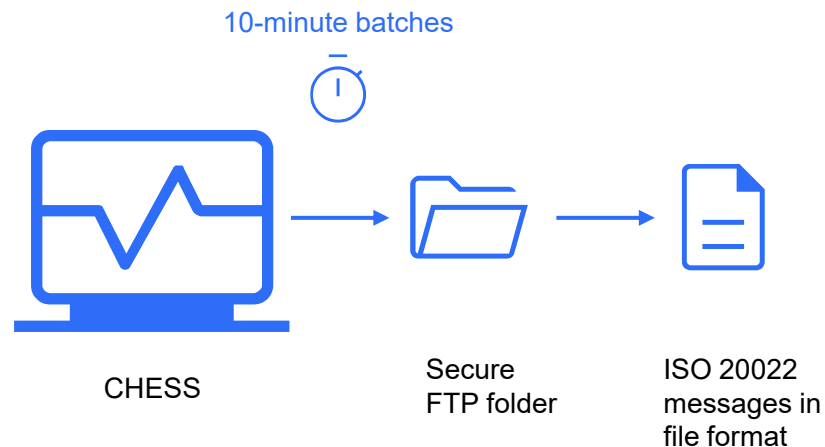 10-minute batches
CHESS
Secure
FTP folder
ISO 20022
messages in
file format